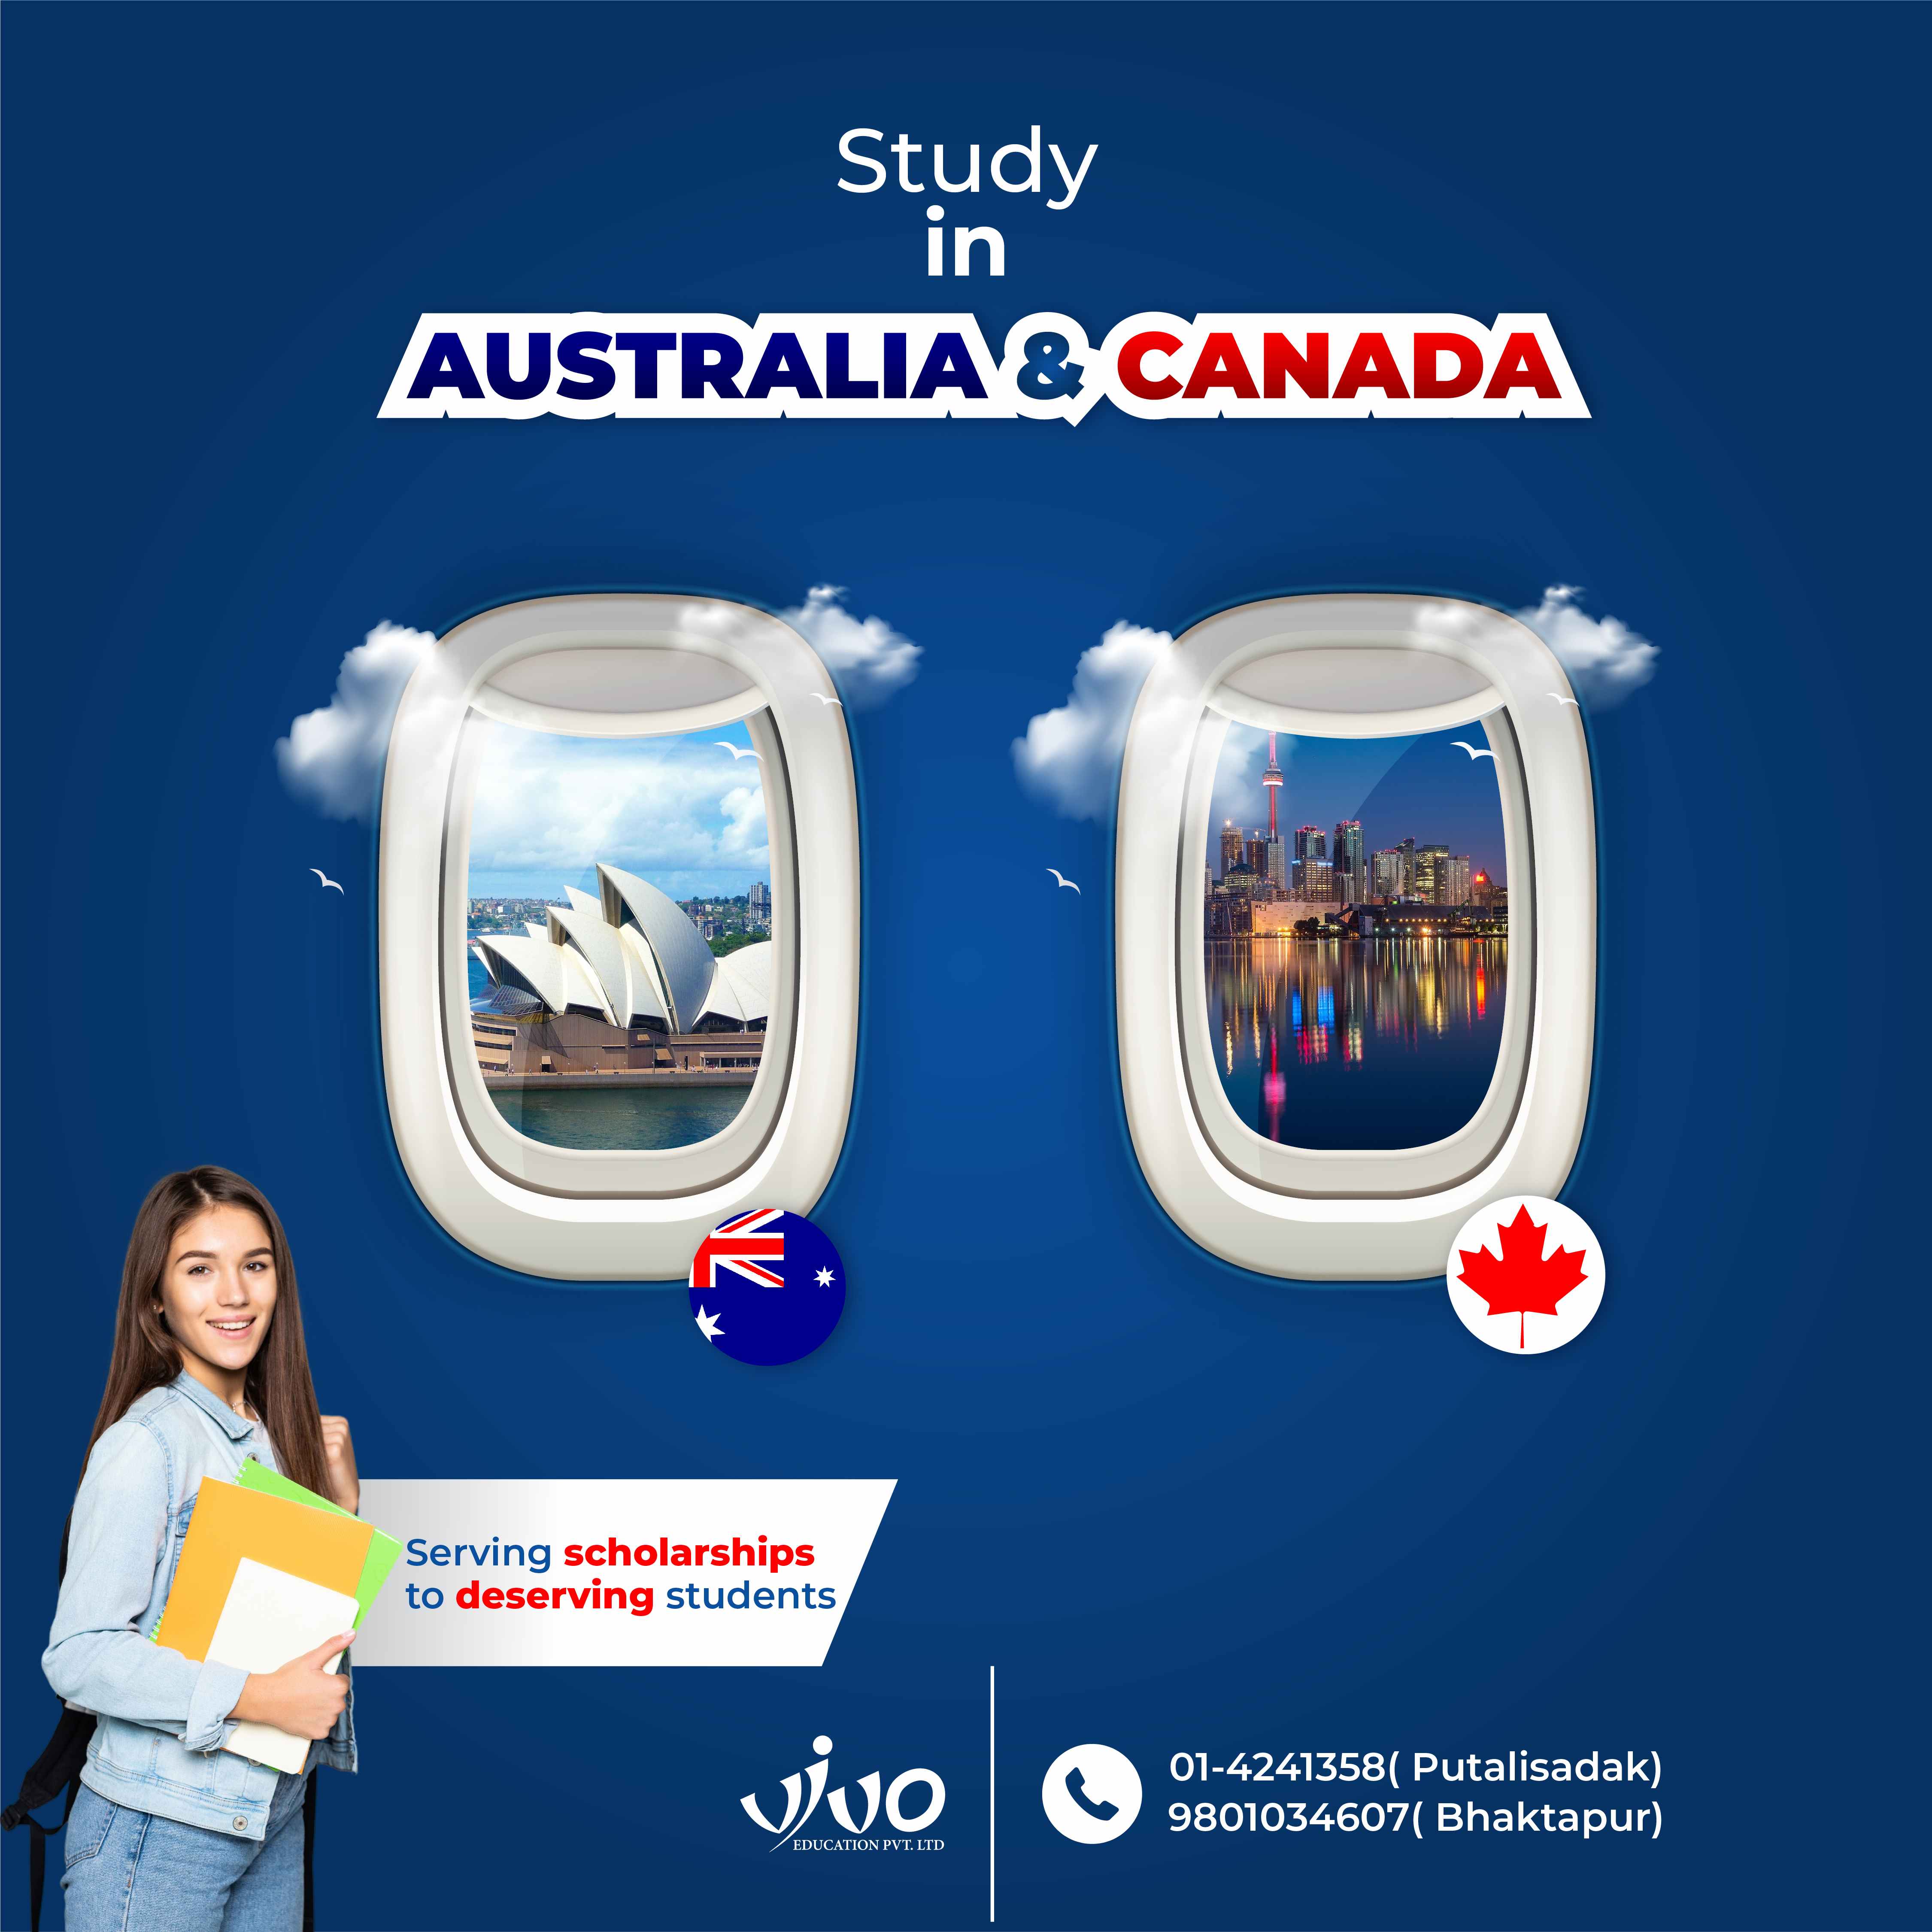 Study
in
AUSTRALIA & CANADA
Serving scholarships
to deserving students
vivo
EDUCATION PVT. LTD
01-4241358( Putalisadak)
9801034607( Bhaktapur)